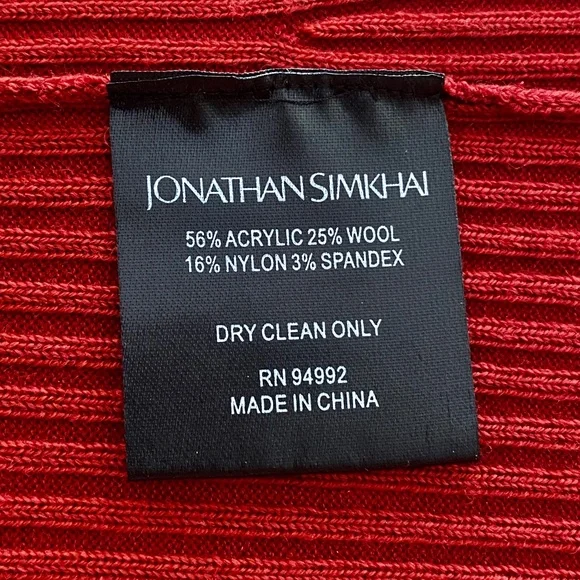 JONATHAN SIMKHAI
56% ACRYLIC 25% WOOL
16% NYLON 3% SPANDEX
DRY CLEAN ONLY
RN 94992
MADE IN CHINA